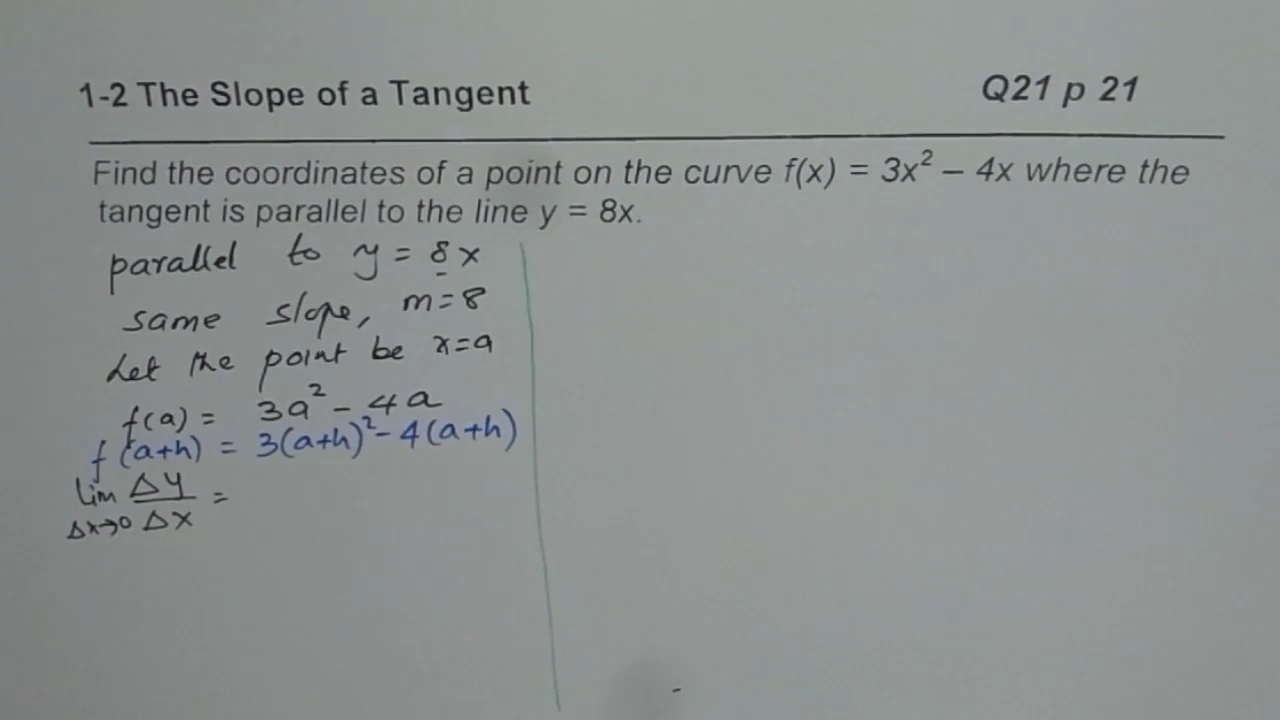 1-2 The Slope of a Tangent Q21 p 21
Find the coordinates of a point on the curve f(x) = 3x² – 4x where the
tangent is parallel to the line y = 8x.
parallel to y = 8x
same slope, m=8
Let the point be x=a
f(a) = 3a² - 4a
f(a+h) = 3(a+h)² - 4(a+h)
lim Δy =
Δx→0 Δx